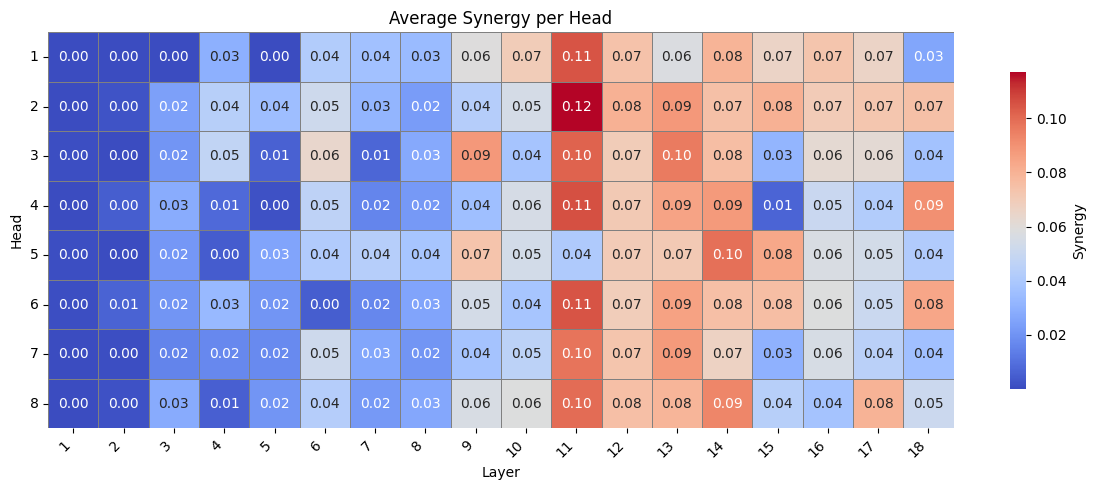 Average Synergy per Head
1 0.00 0.00 0.00 0.03 0.00 0.04 0.04 0.03 0.06 0.07 0.11 0.07 0.06 0.08 0.07 0.07 0.07 0.03
2 0.00 0.00 0.02 0.04 0.04 0.05 0.03 0.02 0.04 0.05 0.12 0.08 0.09 0.07 0.08 0.07 0.07 0.07
3 0.00 0.00 0.02 0.05 0.01 0.06 0.01 0.03 0.09 0.04 0.10 0.07 0.10 0.08 0.03 0.06 0.06 0.04
4 0.00 0.00 0.03 0.01 0.00 0.05 0.02 0.02 0.04 0.06 0.11 0.07 0.09 0.09 0.01 0.05 0.04 0.09
5 0.00 0.00 0.02 0.00 0.03 0.04 0.04 0.04 0.07 0.05 0.04 0.07 0.07 0.10 0.08 0.06 0.05 0.04
6 0.00 0.01 0.02 0.03 0.02 0.00 0.02 0.03 0.05 0.04 0.11 0.07 0.09 0.08 0.08 0.06 0.05 0.08
7 0.00 0.00 0.02 0.02 0.02 0.05 0.03 0.02 0.04 0.05 0.10 0.07 0.09 0.07 0.03 0.06 0.04 0.04
8 0.00 0.00 0.03 0.01 0.02 0.04 0.02 0.03 0.06 0.06 0.10 0.08 0.08 0.09 0.04 0.04 0.08 0.05
1 2 3 4 5 6 7 8 9 10 11 12 13 14 15 16 17 18
Layer
Head
0.10
0.08
0.06
0.04
0.02
Synergy